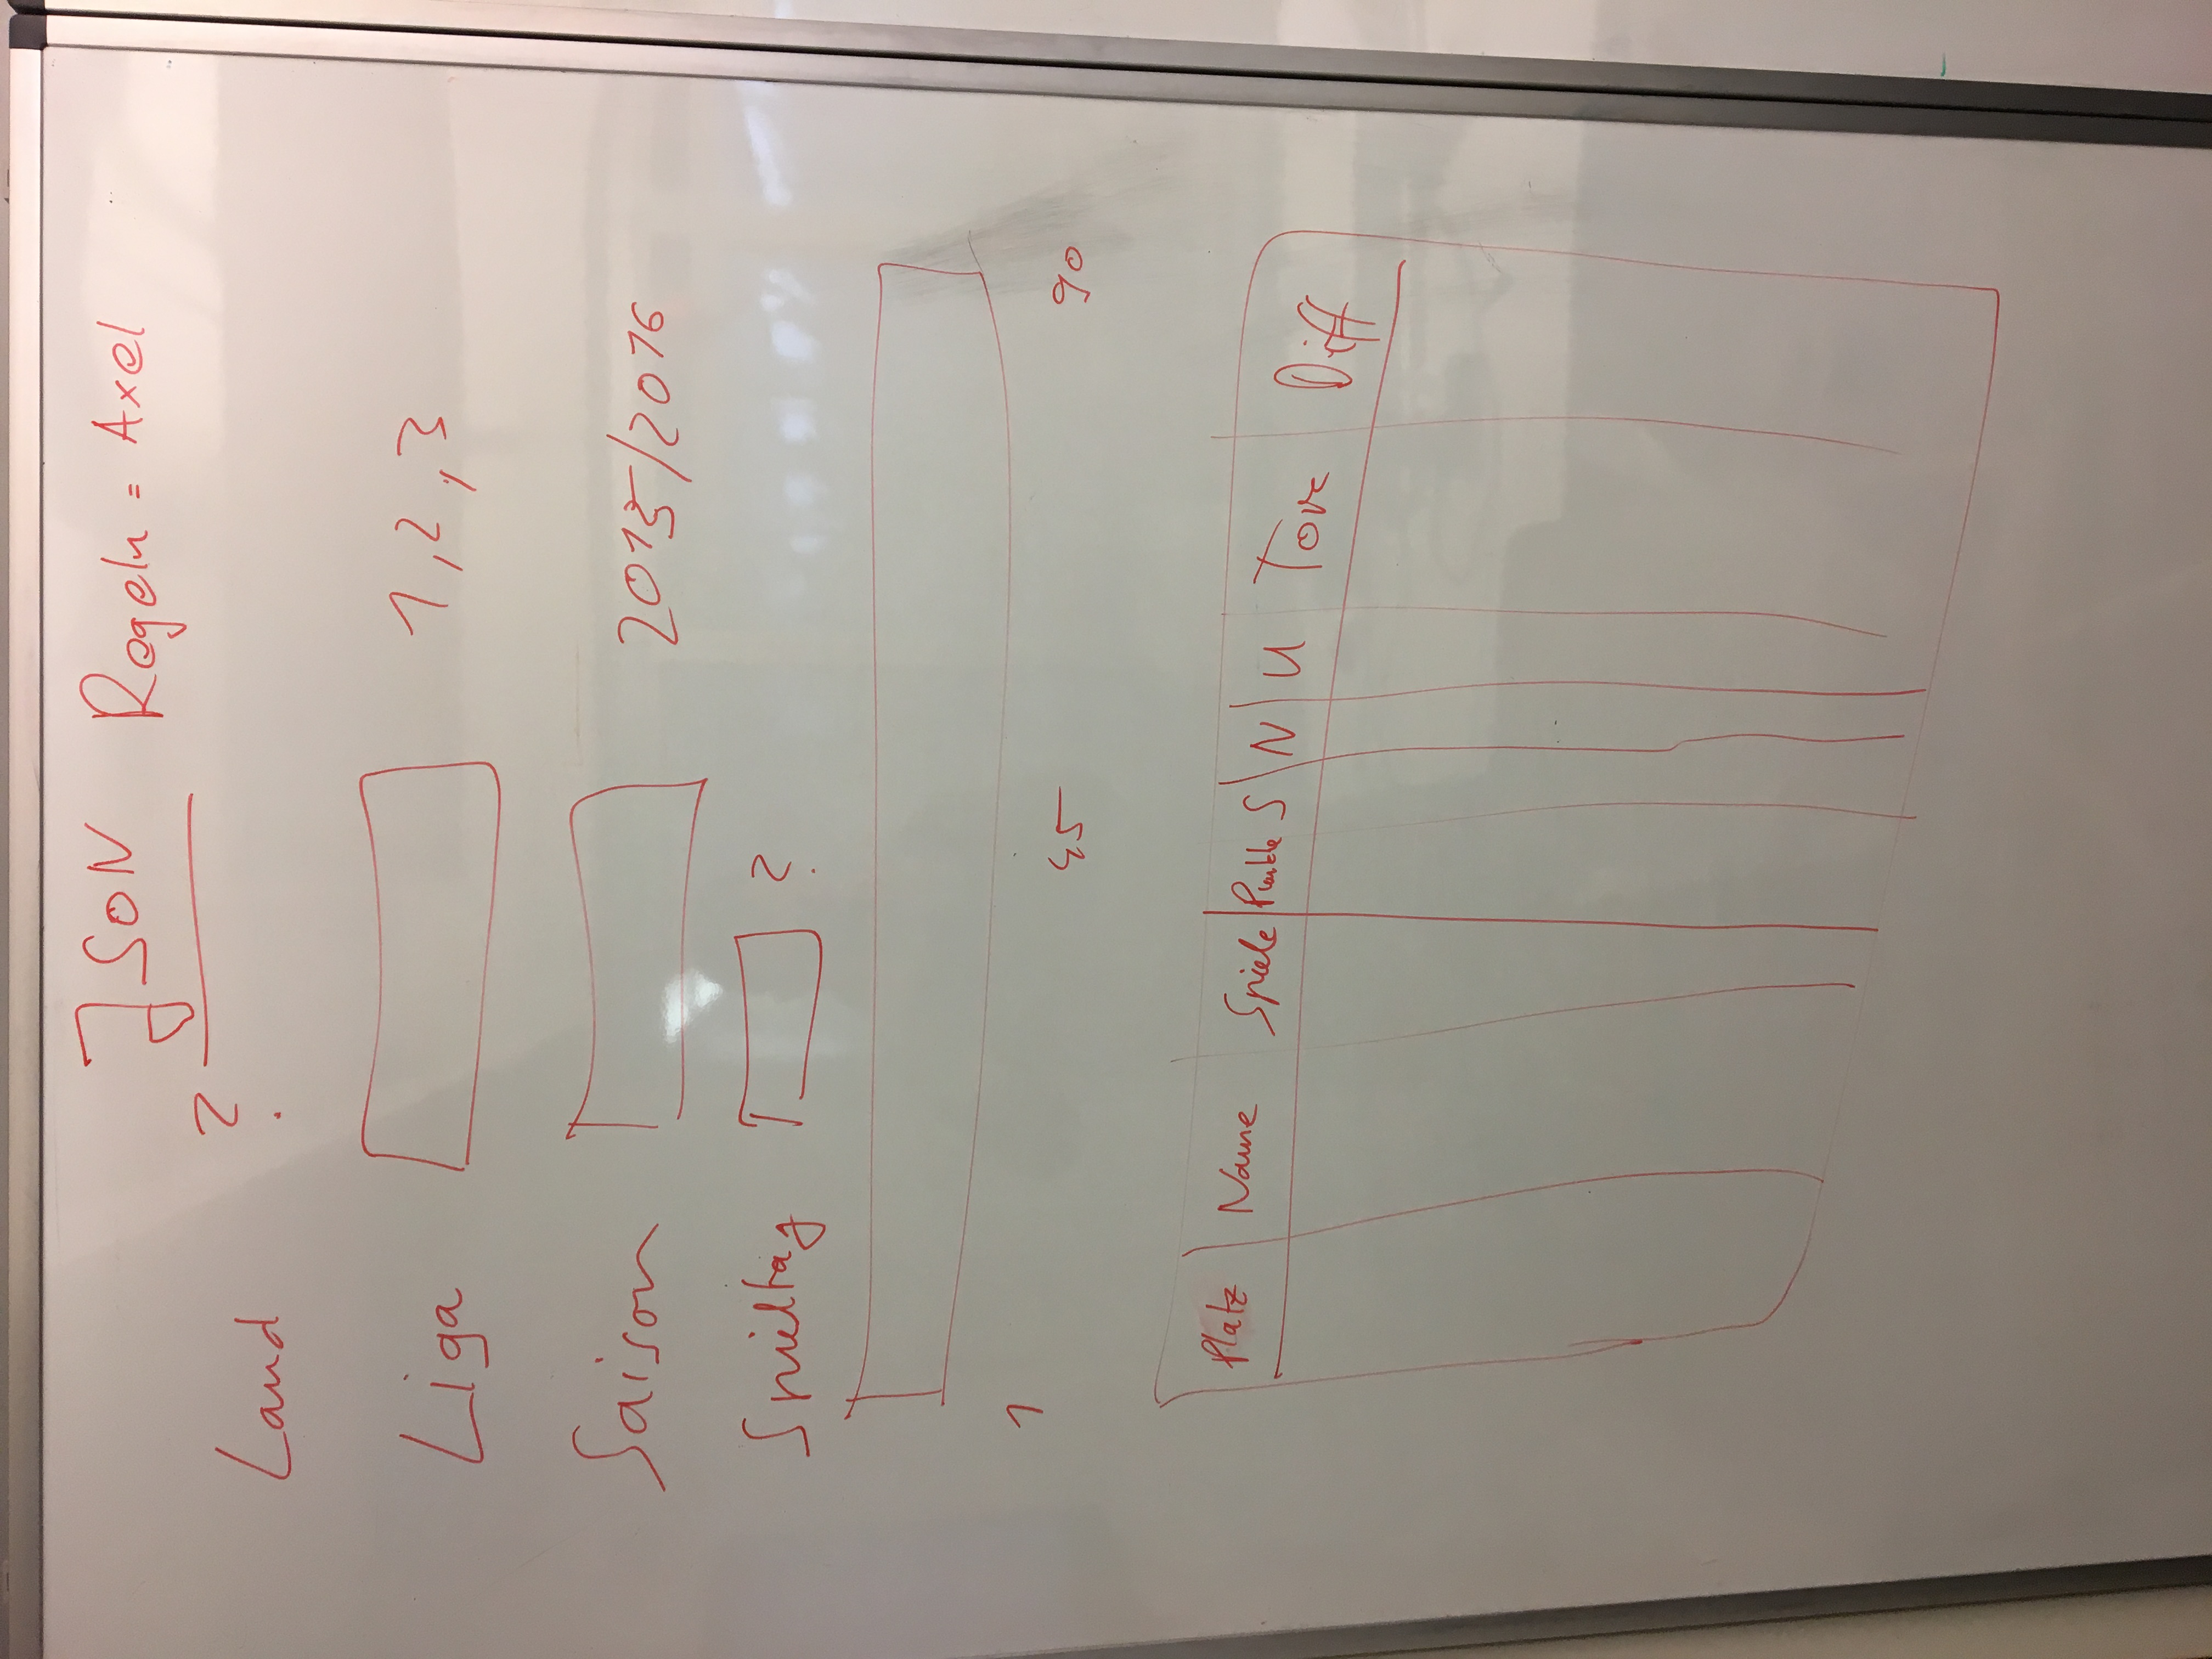 JSON Regeln = Axel
Land ?
Liga 1, 2, 3
Saison 2015/2016
Spieltag ?
1 45 90
Platz Name Spiele Punkte S N U Tore Diff